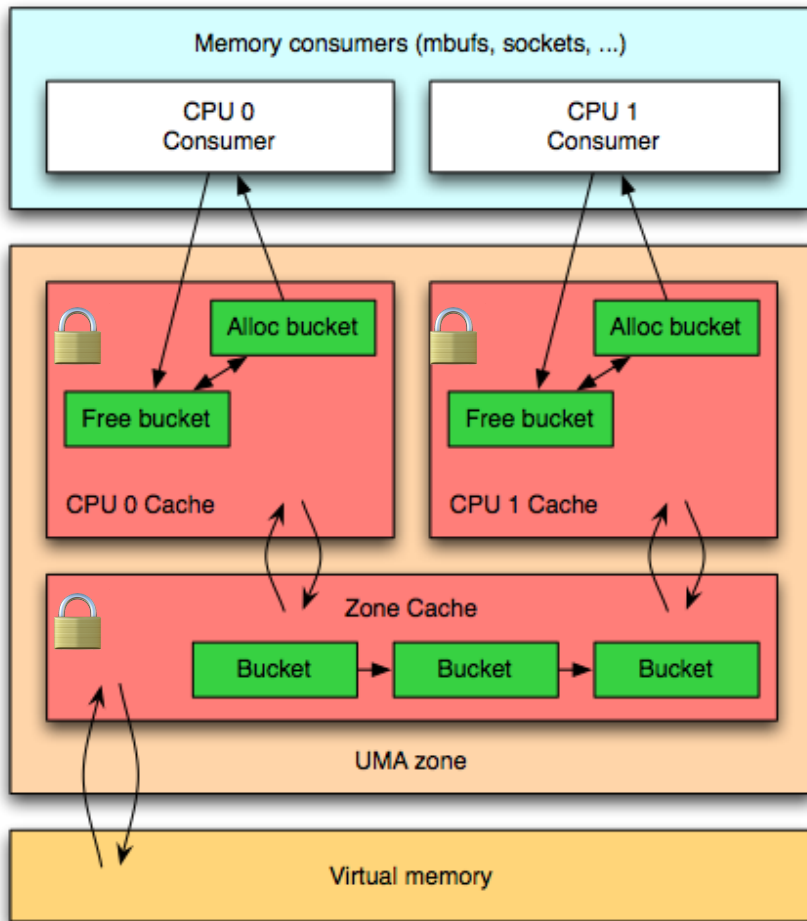 Memory consumers (mbufs, sockets, ...)
CPU 0
Consumer
CPU 1
Consumer
Alloc bucket
Alloc bucket
Free bucket
Free bucket
CPU 0 Cache
CPU 1 Cache
Zone Cache
Bucket
Bucket
Bucket
UMA zone
Virtual memory